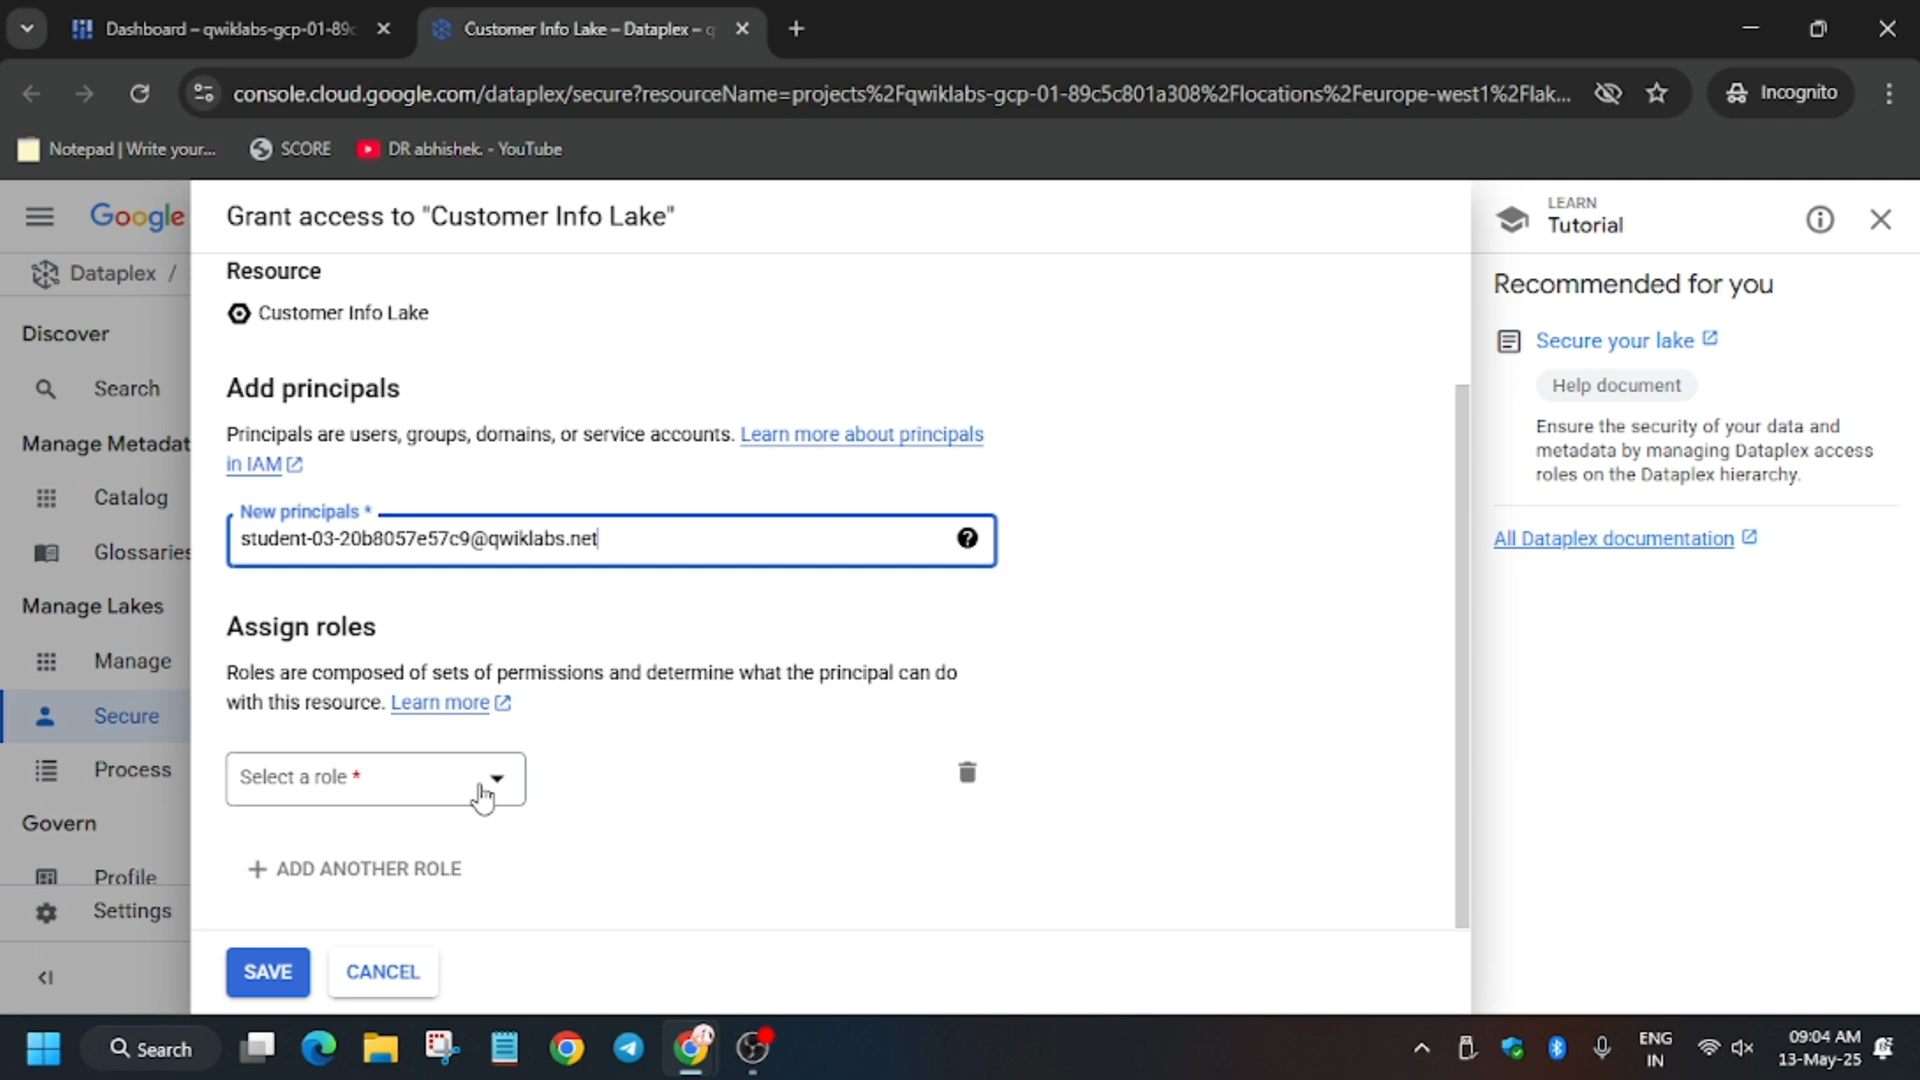 Dashboard – qwiklabs-gcp-01-89c
Customer Info Lake – Dataplex – q
console.cloud.google.com/dataplex/secure?resourceName=projects%2Fqwiklabs-gcp-01-89c5c801a308%2Flocations%2Feurope-west1%2Flak...
Incognito
Notepad | Write your...
SCORE
DR abhishek. - YouTube
Google
Grant access to "Customer Info Lake"
LEARN
Tutorial
Dataplex /
Resource
Customer Info Lake
Recommended for you
Secure your lake
Help document
Ensure the security of your data and
metadata by managing Dataplex access
roles on the Dataplex hierarchy.
All Dataplex documentation
Discover
Search
Manage Metadat
Catalog
Glossaries
Manage Lakes
Manage
Secure
Process
Govern
Profile
Settings
Add principals
Principals are users, groups, domains, or service accounts. Learn more about principals
in IAM
New principals *
student-03-20b8057e57c9@qwiklabs.net
Assign roles
Roles are composed of sets of permissions and determine what the principal can do
with this resource. Learn more
Select a role *
+ ADD ANOTHER ROLE
SAVE
CANCEL
Search
ENG
IN
09:04 AM
13-May-25